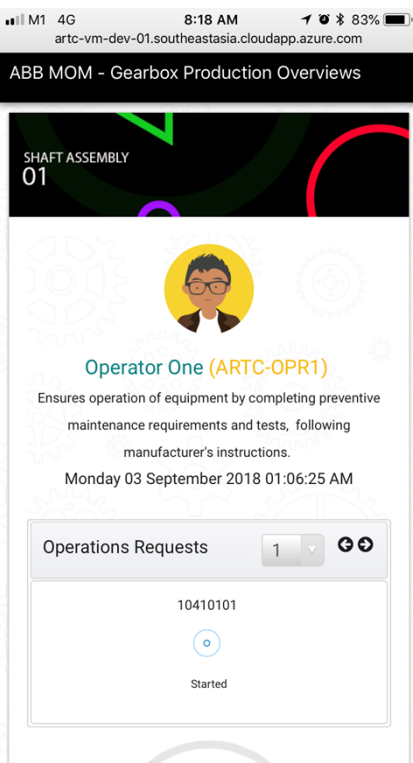 M1 4G 8:18 AM 83%
artc-vm-dev-01.southeastasia.cloudapp.azure.com
ABB MOM - Gearbox Production Overviews
SHAFT ASSEMBLY
01
Operator One (ARTC-OPR1)
Ensures operation of equipment by completing preventive
maintenance requirements and tests, following
manufacturer's instructions.
Monday 03 September 2018 01:06:25 AM
Operations Requests 1
10410101
Started